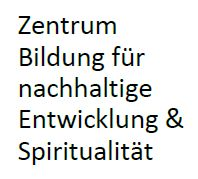 Zentrum
Bildung für
nachhaltige
Entwicklung &
Spiritualität